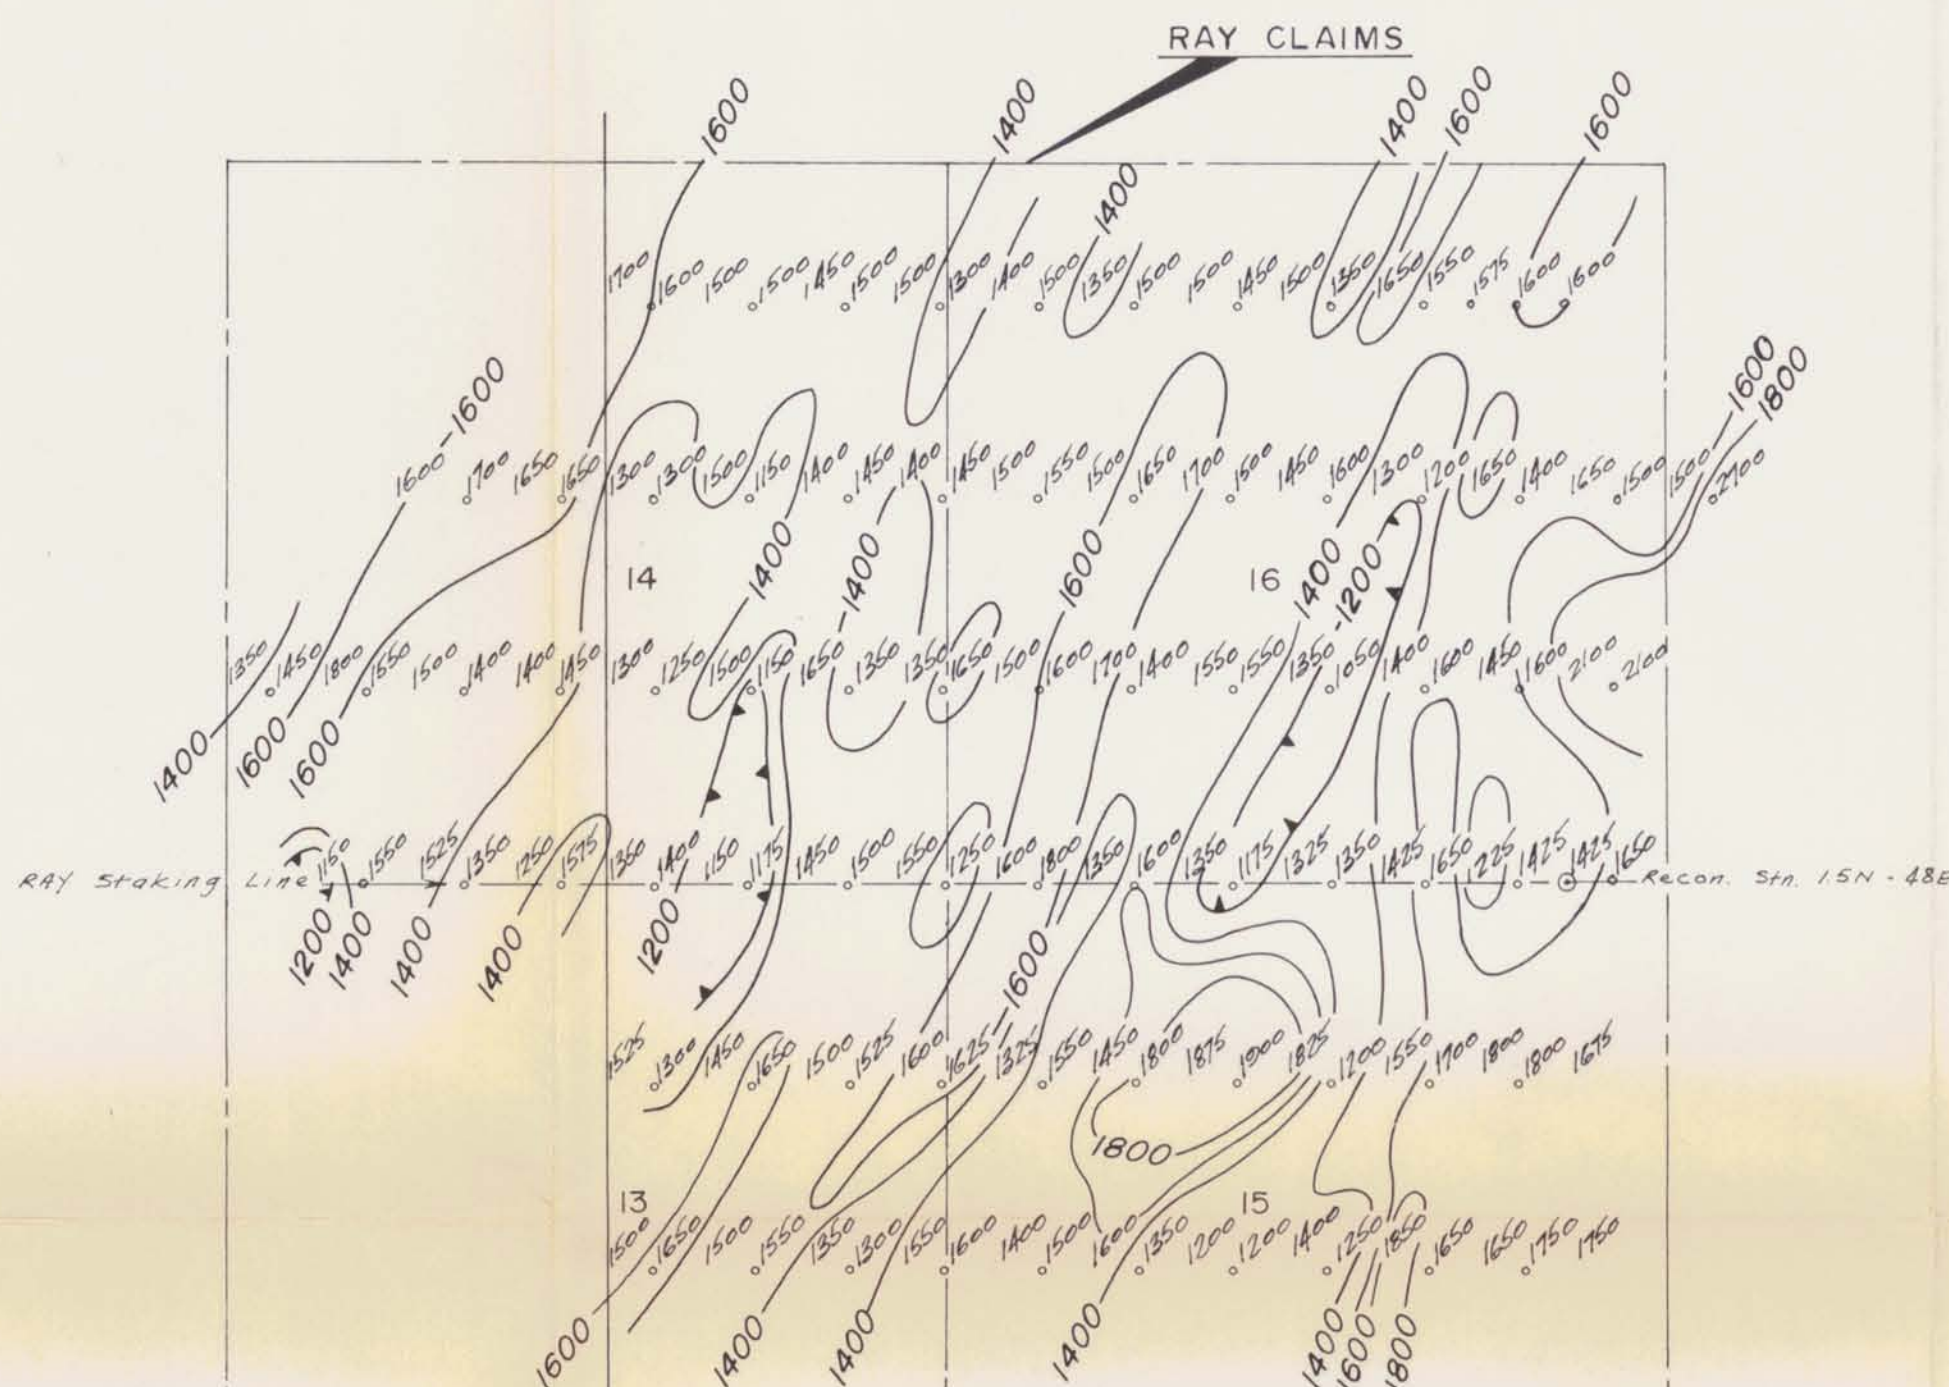 RAY CLAIMS
1600 1400 1400 1600 1600
1400
1700 1600 1500 1500 1450 1500 1500 1300 1400 1500 1350 1500 1500 1450 1500 1350 1650 1550 1575 1600 1600
1600 1800
1600 - 1600
1700 1650 1650 1300 1300 1500 1150 1400 1450 1400 1450 1500 1550 1500 1650 1700 1500 1450 1600 1300 1200 1650 1400 1650 1500 1500 2700
14 1400 1400 1600 16 1400 1200
1350 1450 1800 1550 1500 1400 1400 1450 1300 1250 1500 1150 1650 1350 1350 1650 1500 1600 1700 1400 1550 1550 1350 1050 1400 1600 1450 1600 2100 2100
1400 1600 1600
RAY Staking Line 1150 1550 1525 1350 1250 1575 1350 1400 1150 1175 1450 1500 1550 1250 1600 1800 1350 1600 1350 1175 1325 1350 1425 1650 1225 1425 1425 1650 Recon. Stn. 1.5N - 48E
1200 1400 1400 1400 1200 1600
1525 1300 1450 1650 1500 1525 1600 1625 1325 1550 1450 1800 1875 1900 1825 1200 1550 1700 1800 1800 1675
1800
13 15
1500 1650 1500 1550 1350 1300 1550 1600 1400 1500 1600 1350 1200 1200 1400 1250 1850 1650 1650 1750 1750
1600 1400 1400 1400 1400 1600 1800